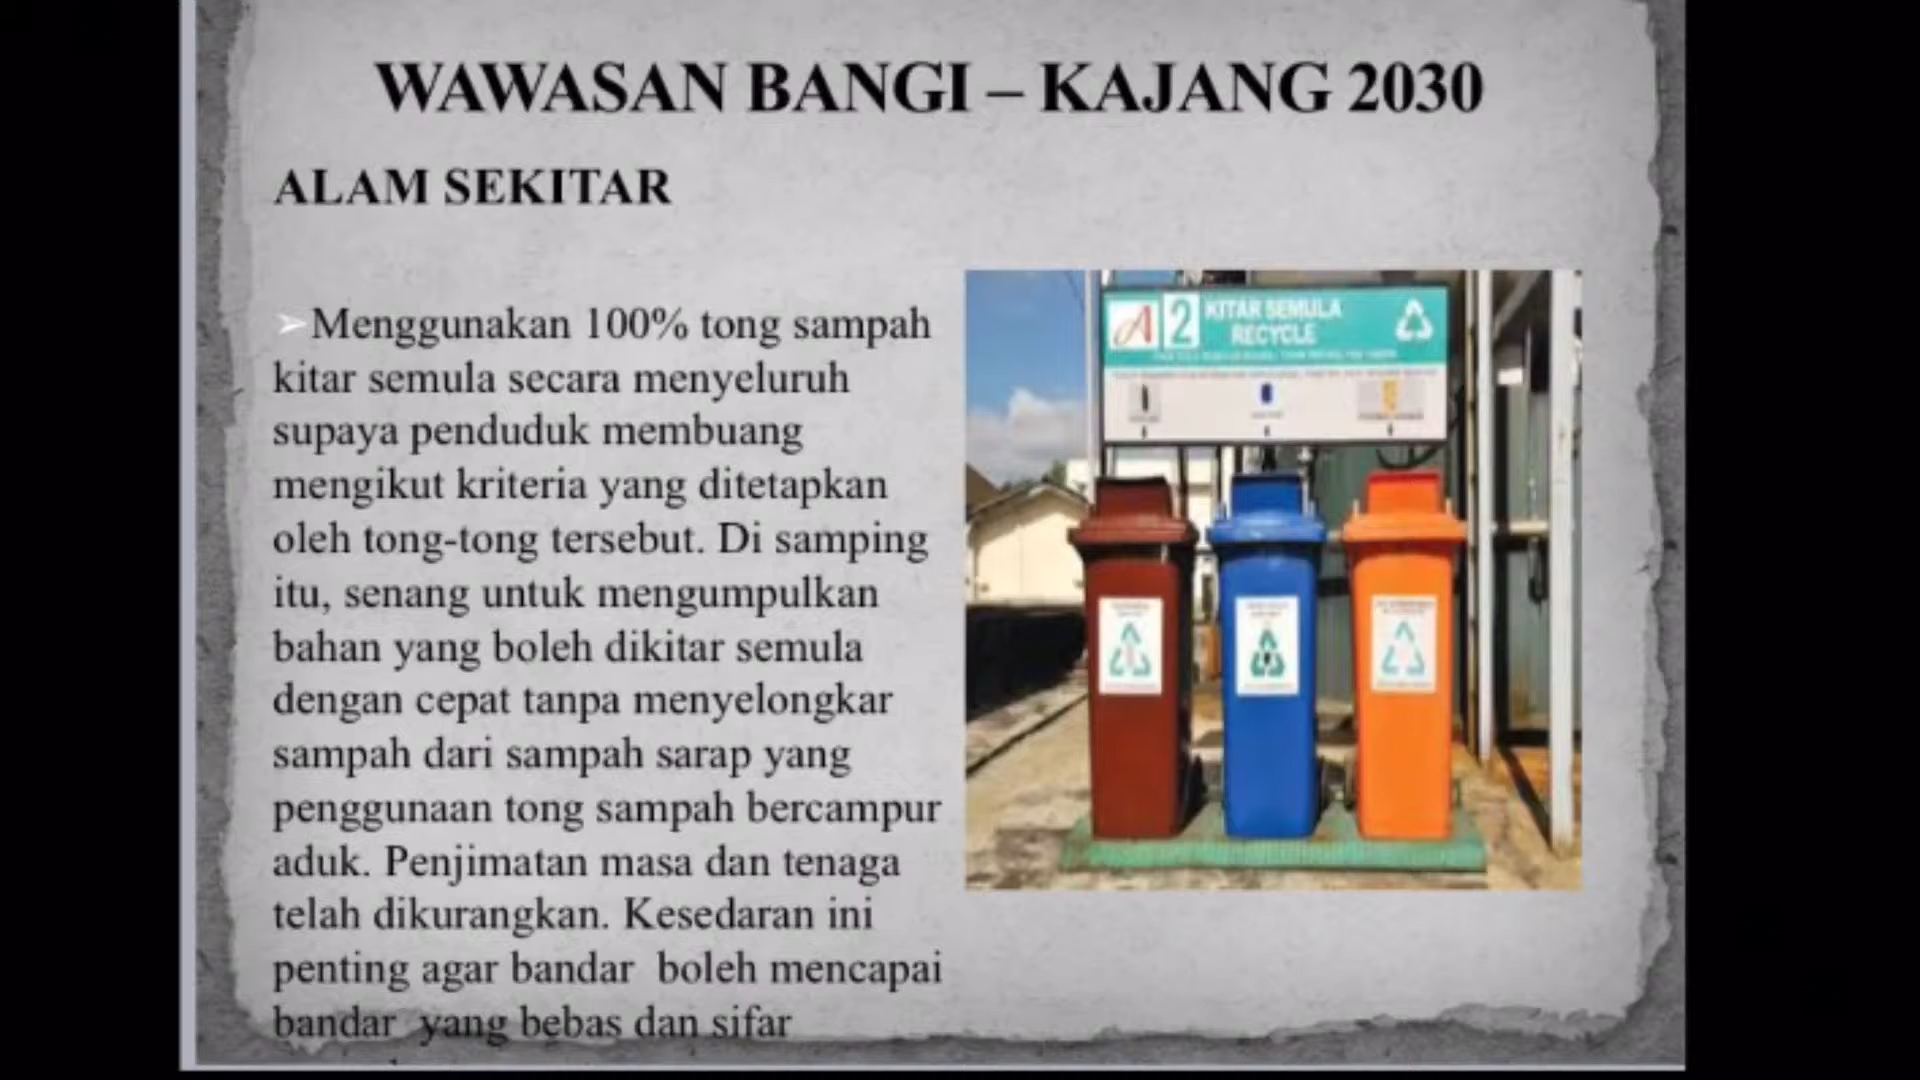 WAWASAN BANGI – KAJANG 2030
ALAM SEKITAR
➢Menggunakan 100% tong sampah
kitar semula secara menyeluruh
supaya penduduk membuang
mengikut kriteria yang ditetapkan
oleh tong-tong tersebut. Di samping
itu, senang untuk mengumpulkan
bahan yang boleh dikitar semula
dengan cepat tanpa menyelongkar
sampah dari sampah sarap yang
penggunaan tong sampah bercampur
aduk. Penjimatan masa dan tenaga
telah dikurangkan. Kesedaran ini
penting agar bandar  boleh mencapai
bandar  yang bebas dan sifar
A 2 KITAR SEMULA
RECYCLE